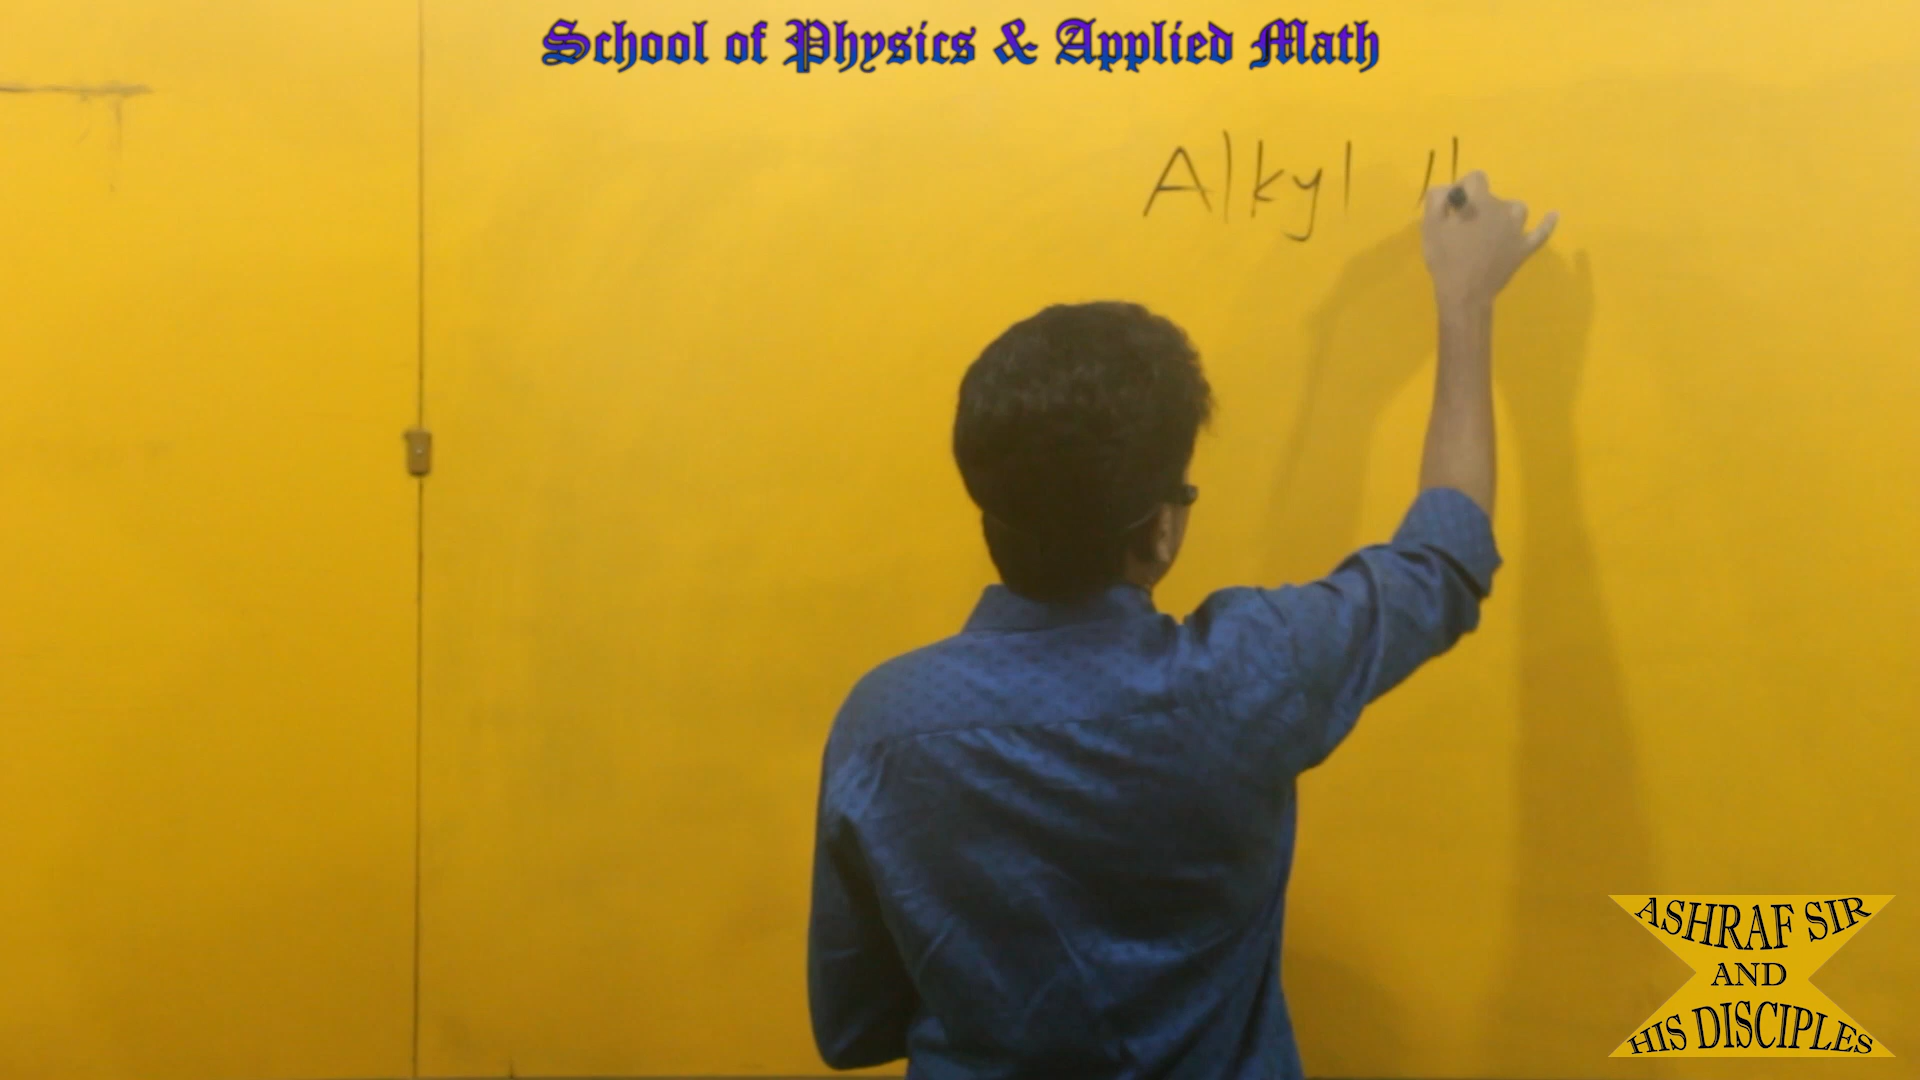 School of Physics & Applied Math
Alkyl
ASHRAF SIR
AND
HIS DISCIPLES